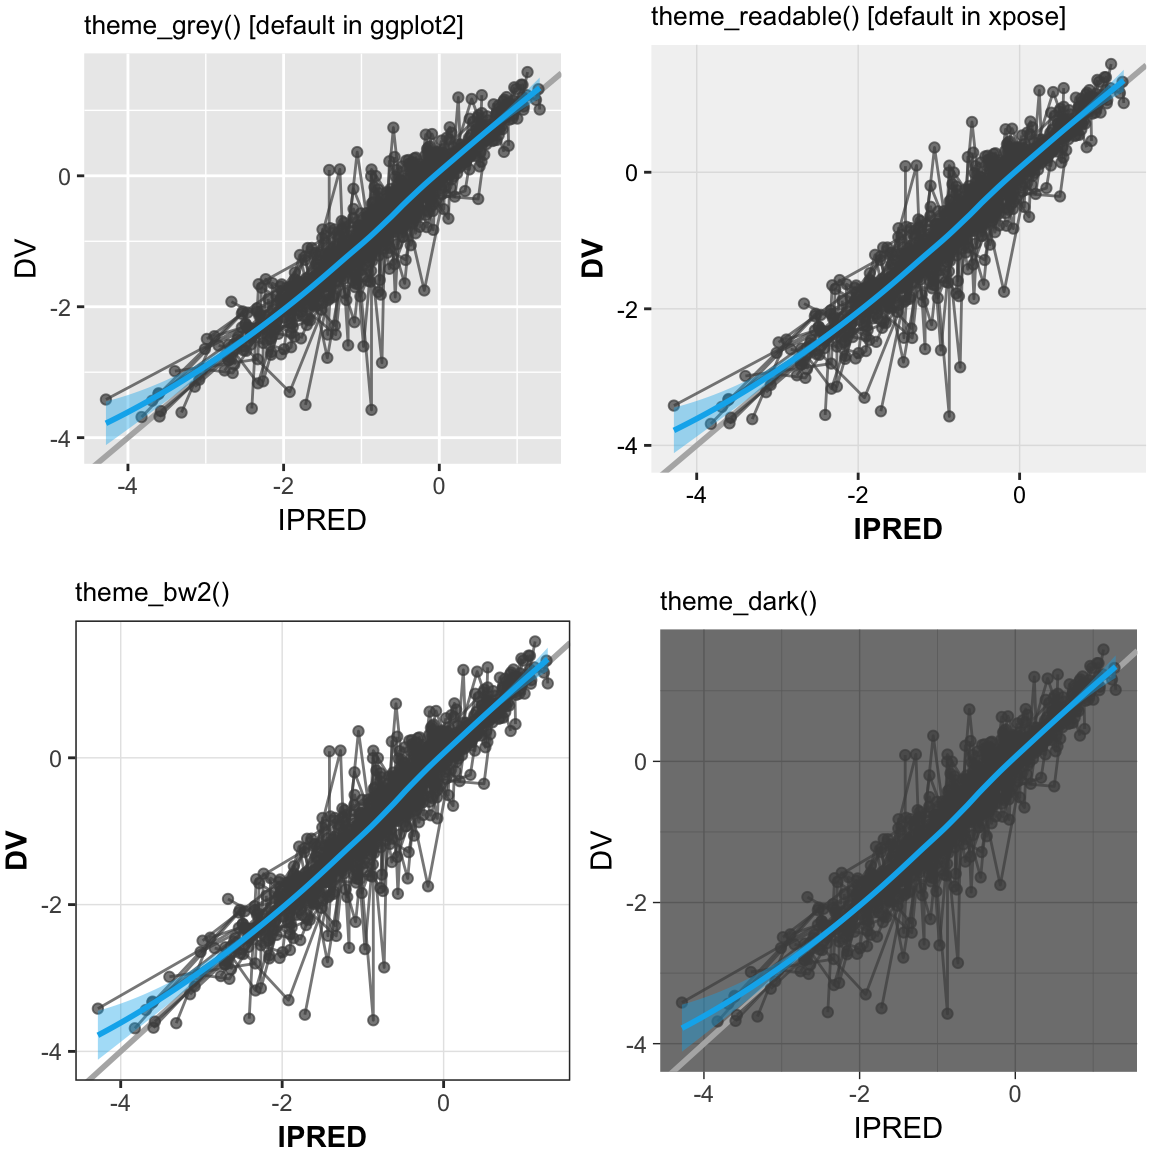 theme_grey() [default in ggplot2]
0
-2
-4
DV
-4 -2 0
IPRED
theme_readable() [default in xpose]
0
-2
-4
DV
-4 -2 0
IPRED
theme_bw2()
0
-2
-4
DV
-4 -2 0
IPRED
theme_dark()
0
-2
-4
DV
-4 -2 0
IPRED